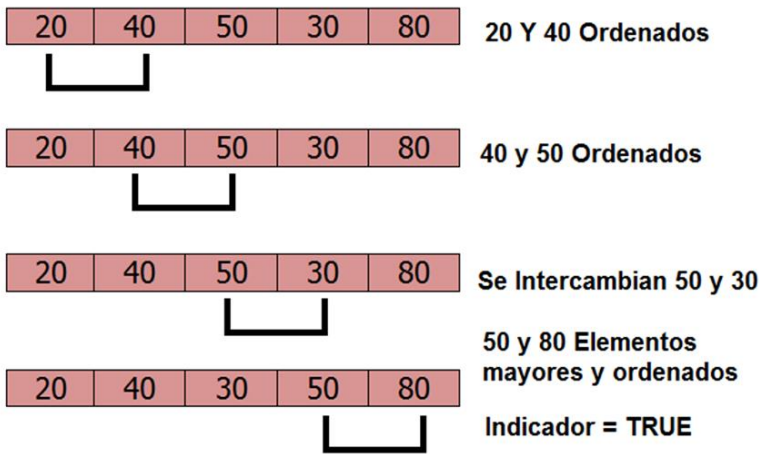 20 40 50 30 80 20 Y 40 Ordenados
20 40 50 30 80 40 y 50 Ordenados
20 40 50 30 80 Se Intercambian 50 y 30
50 y 80 Elementos
mayores y ordenados
20 40 30 50 80
Indicador = TRUE